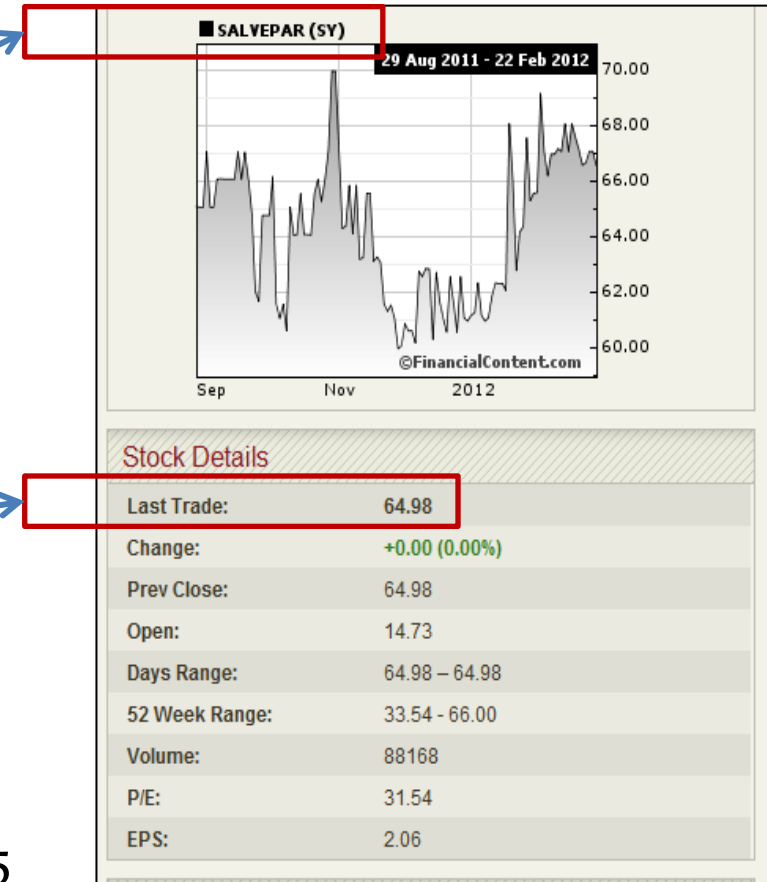 SALVEPAR (SY)
29 Aug 2011 - 22 Feb 2012
70.00
68.00
66.00
64.00
62.00
60.00
©FinancialContent.com
Sep Nov 2012
Stock Details
Last Trade: 64.98
Change: +0.00 (0.00%)
Prev Close: 64.98
Open: 14.73
Days Range: 64.98 – 64.98
52 Week Range: 33.54 - 66.00
Volume: 88168
P/E: 31.54
EPS: 2.06
5